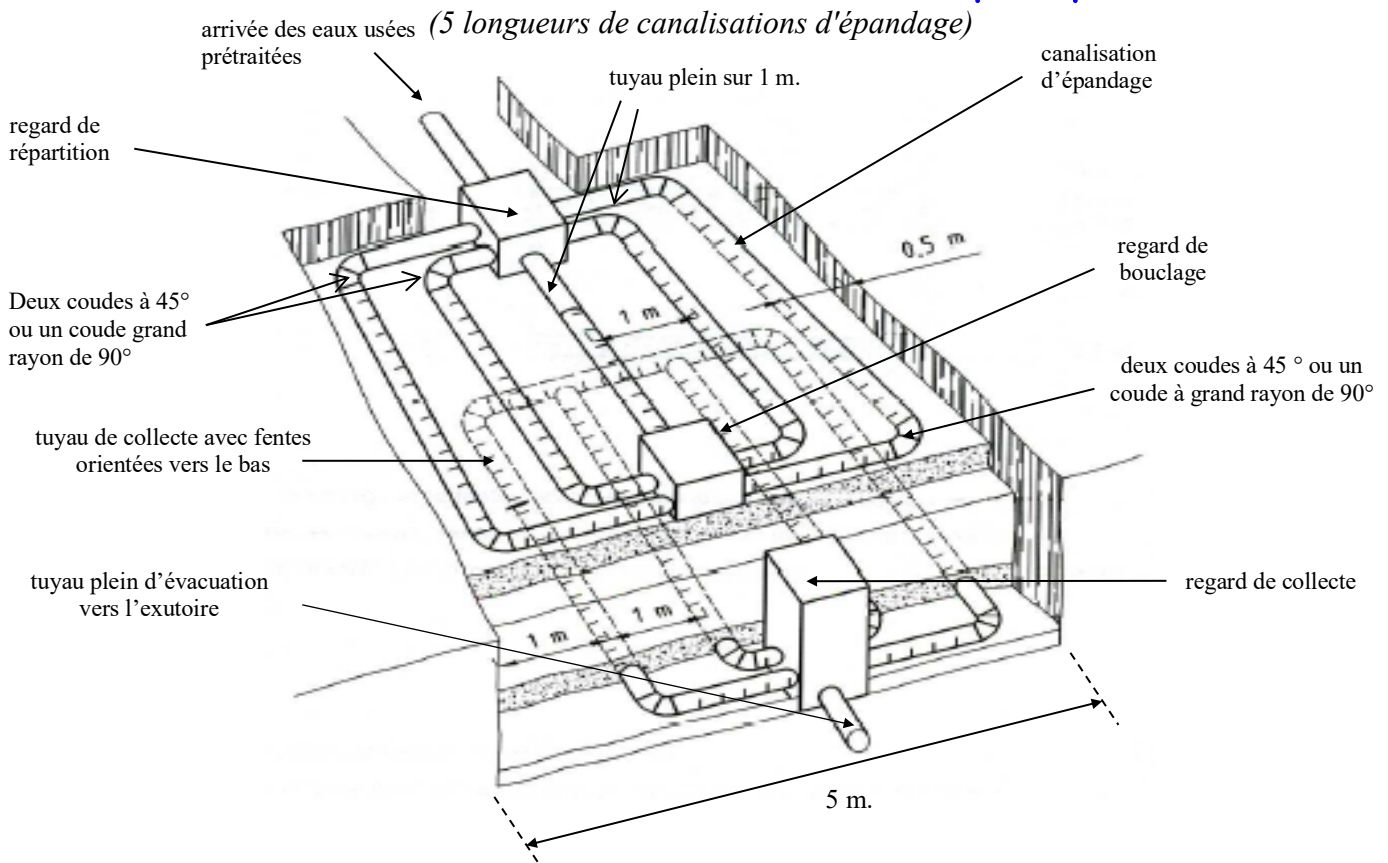 (5 longueurs de canalisations d'épandage)
arrivée des eaux usées
prétraitées
tuyau plein sur 1 m.
canalisation
d’épandage
regard de
répartition
0.5 m
regard de
bouclage
Deux coudes à 45°
ou un coude grand
rayon de 90°
1 m
deux coudes à 45 ° ou un
coude à grand rayon de 90°
tuyau de collecte avec fentes
orientées vers le bas
tuyau plein d’évacuation
vers l’exutoire
regard de collecte
1 m
1 m
5 m.